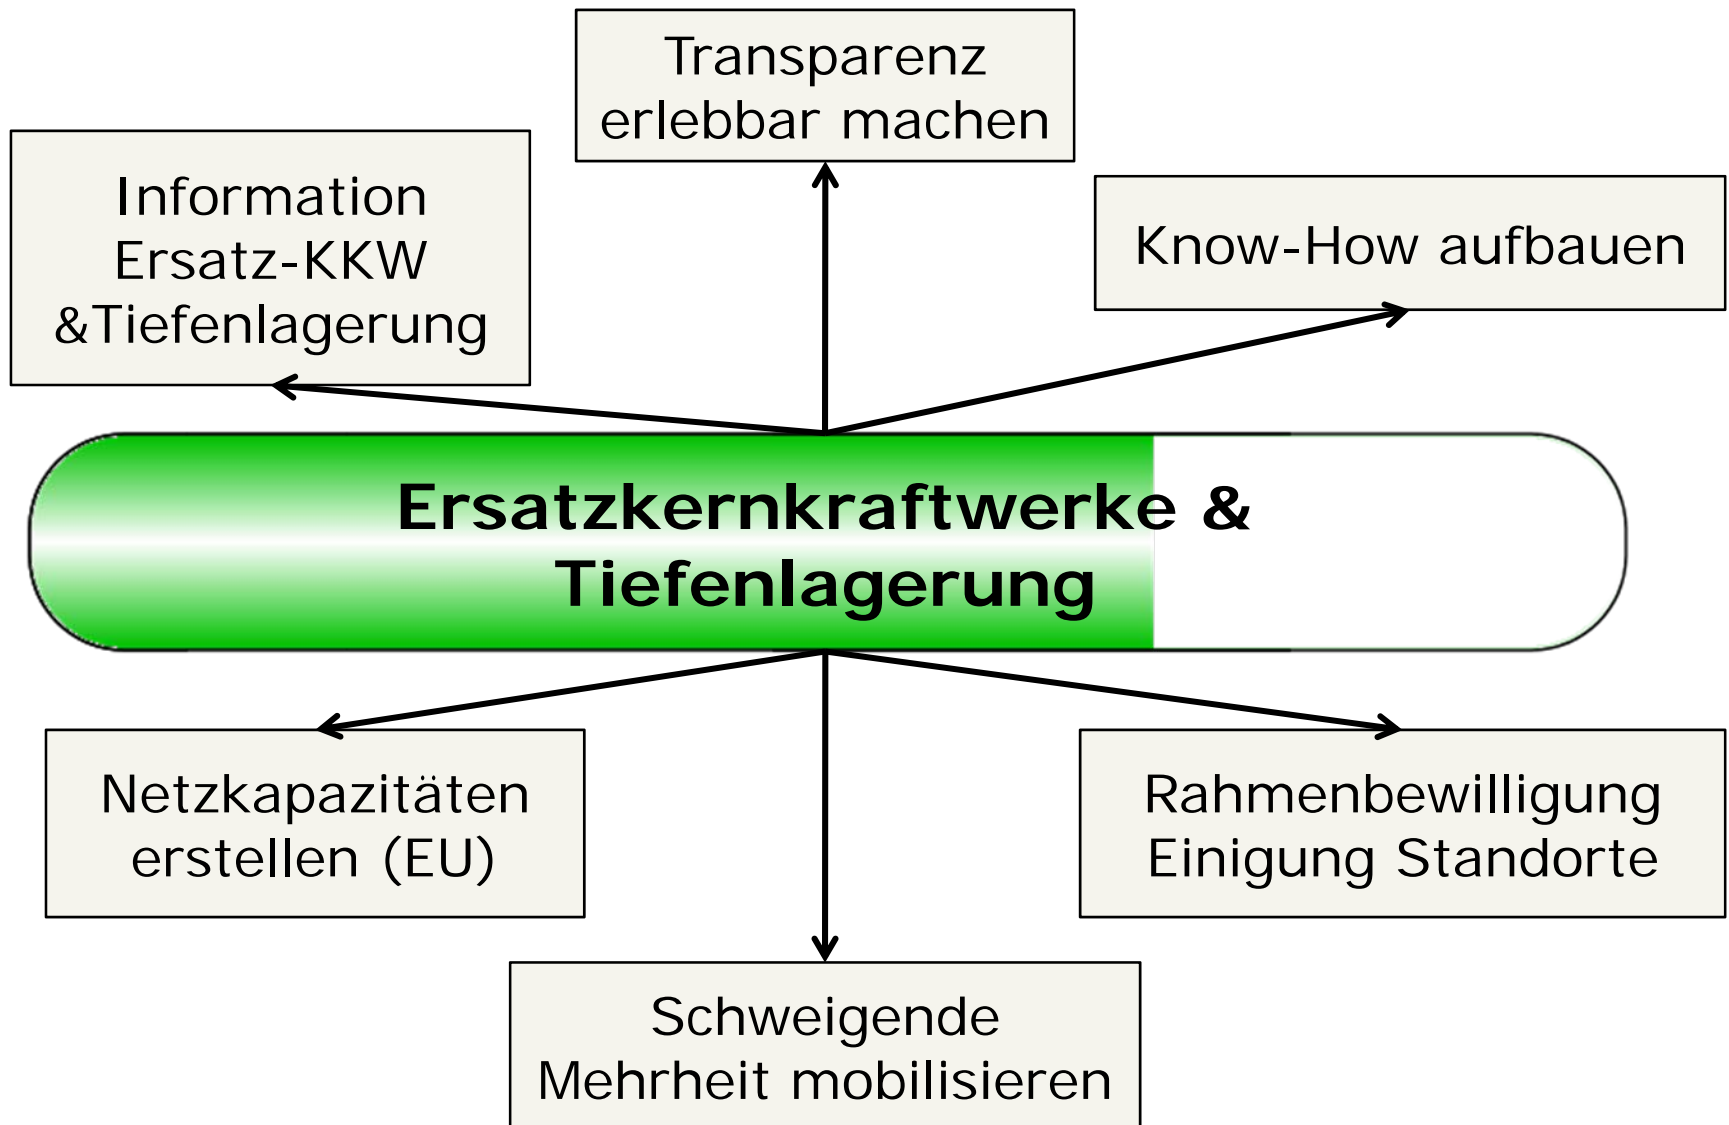 Transparenz
erlebbar machen
Information
Ersatz-KKW
&Tiefenlagerung
Know-How aufbauen
Ersatzkernkraftwerke &
Tiefenlagerung
Netzkapazitäten
erstellen (EU)
Rahmenbewilligung
Einigung Standorte
Schweigende
Mehrheit mobilisieren